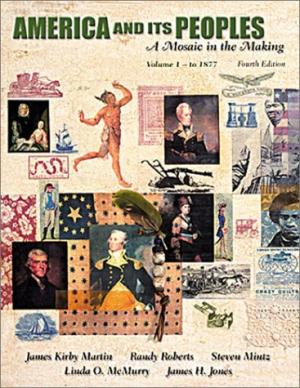 AMERICA AND ITS PEOPLES
A Mosaic in the Making
Volume 1 – to 1877 Fourth Edition
CRAZY QUILTS
James Kirby Martin Randy Roberts Steven Mintz
Linda O. McMurry James H. Jones